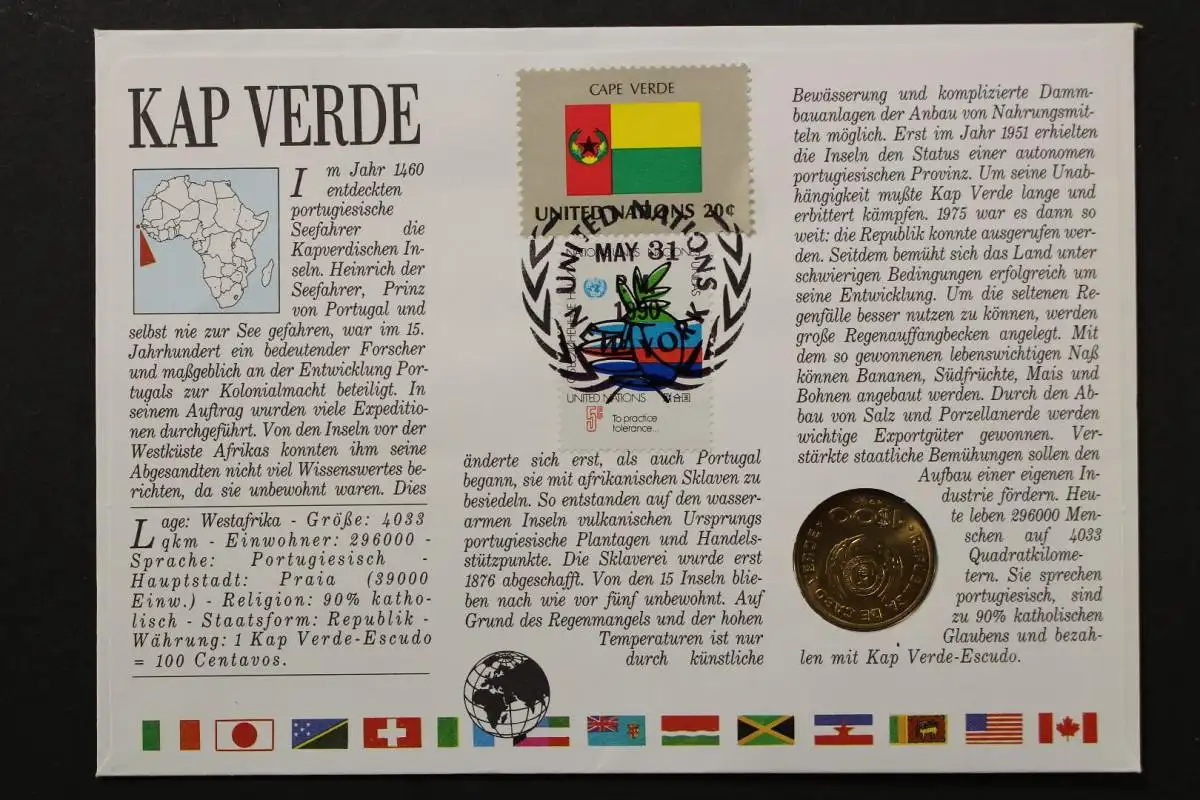 KAP VERDE
Im Jahr 1460
entdeckten
portugiesische
Seefahrer die
Kapverdischen In-
seln. Heinrich der
Seefahrer, Prinz
von Portugal und
selbst nie zur See gefahren, war im 15.
Jahrhundert ein bedeutender Forscher
und maßgeblich an der Entwicklung Por-
tugals zur Kolonialmacht beteiligt. In
seinem Auftrag wurden viele Expeditio-
nen durchgeführt. Von den Inseln vor der
Westküste Afrikas konnten ihm seine
Abgesandten nicht viel Wissenswertes be-
richten, da sie unbewohnt waren. Dies
Lage: Westafrika - Größe: 4033
qkm - Einwohner: 296000 -
Sprache: Portugiesisch -
Hauptstadt: Praia (39000
Einw.) - Religion: 90% katho-
lisch - Staatsform: Republik -
Währung: 1 Kap Verde-Escudo
= 100 Centavos.
CAPE VERDE
UNITED NATIONS 20¢
UNITED NATIONS
MAY 31
1990
NEW YORK
UNITED NATIONS
5¢
To practice
tolerance...
änderte sich erst, als auch Portugal
begann, sie mit afrikanischen Sklaven zu
besiedeln. So entstanden auf den wasser-
armen Inseln vulkanischen Ursprungs
portugiesische Plantagen und Handels-
stützpunkte. Die Sklaverei wurde erst
1876 abgeschafft. Von den 15 Inseln blie-
ben nach wie vor fünf unbewohnt. Auf
Grund des Regenmangels und der hohen
Temperaturen ist nur
durch künstliche
Bewässerung und komplizierte Damm-
bauanlagen der Anbau von Nahrungsmit-
teln möglich. Erst im Jahr 1951 erhielten
die Inseln den Status einer autonomen
portugiesischen Provinz. Um seine Unab-
hängigkeit mußte Kap Verde lange und
erbittert kämpfen. 1975 war es dann so
weit: die Republik konnte ausgerufen wer-
den. Seitdem bemüht sich das Land unter
schwierigen Bedingungen erfolgreich um
seine Entwicklung. Um die seltenen Re-
genfälle besser nutzen zu können, werden
große Regenauffangbecken angelegt. Mit
dem so gewonnenen lebenswichtigen Naß
können Bananen, Südfrüchte, Mais und
Bohnen angebaut werden. Durch den Ab-
bau von Salz und Porzellanerde werden
wichtige Exportgüter gewonnen. Ver-
stärkte staatliche Bemühungen sollen den
Aufbau einer eigenen In-
dustrie fördern. Heu-
te leben 296000 Men-
schen auf 4033
Quadratkilome-
tern. Sie sprechen
portugiesisch, sind
zu 90% katholischen
Glaubens und bezah-
len mit Kap Verde-Escudo.
1$00
DE CABO VERDE